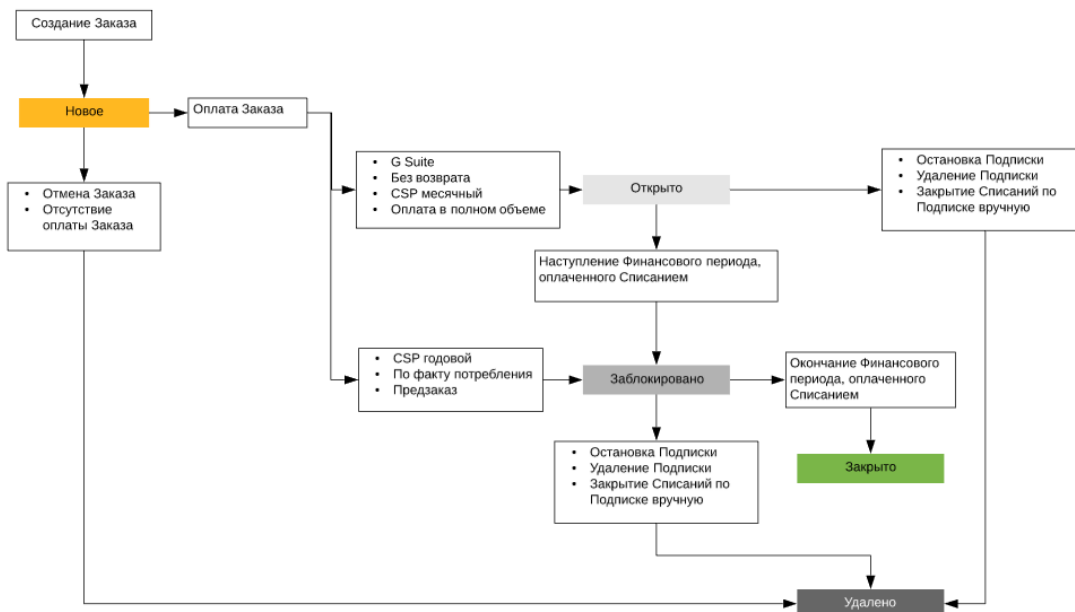 Создание Заказа
Новое
Оплата Заказа
• Отмена Заказа
• Отсутствие
оплаты Заказа
• G Suite
• Без возврата
• CSP месячный
• Оплата в полном объеме
Открыто
• Остановка Подписки
• Удаление Подписки
• Закрытие Списаний по
Подписке вручную
Наступление Финансового периода,
оплаченного Списанием
• CSP годовой
• По факту потребления
• Предзаказ
Заблокировано
Окончание Финансового
периода, оплаченного
Списанием
• Остановка Подписки
• Удаление Подписки
• Закрытие Списаний по
Подписке вручную
Закрыто
Удалено